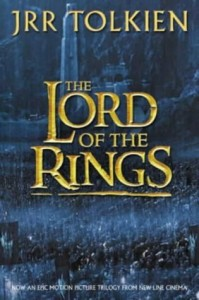 JRR TOLKIEN
THE
LORD
OF THE
RINGS
NOW AN EPIC MOTION PICTURE TRILOGY FROM NEW LINE CINEMA